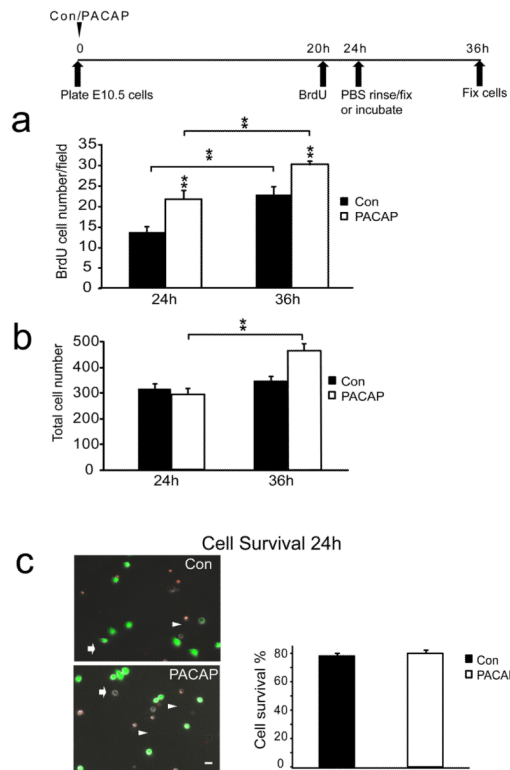 Con/PACAP
0 20h 24h 36h
Plate E10.5 cells BrdU PBS rinse/fix Fix cells
or incubate
a
BrdU cell number/field
35
30
25
20
15
10
5
0
**
**
**
**
24h 36h
Con
PACAP
b
Total cell number
500
400
300
200
100
0
**
24h 36h
Con
PACAP
c
Cell Survival 24h
Con
PACAP
Cell survival %
80
60
40
20
0
Con
PACAP